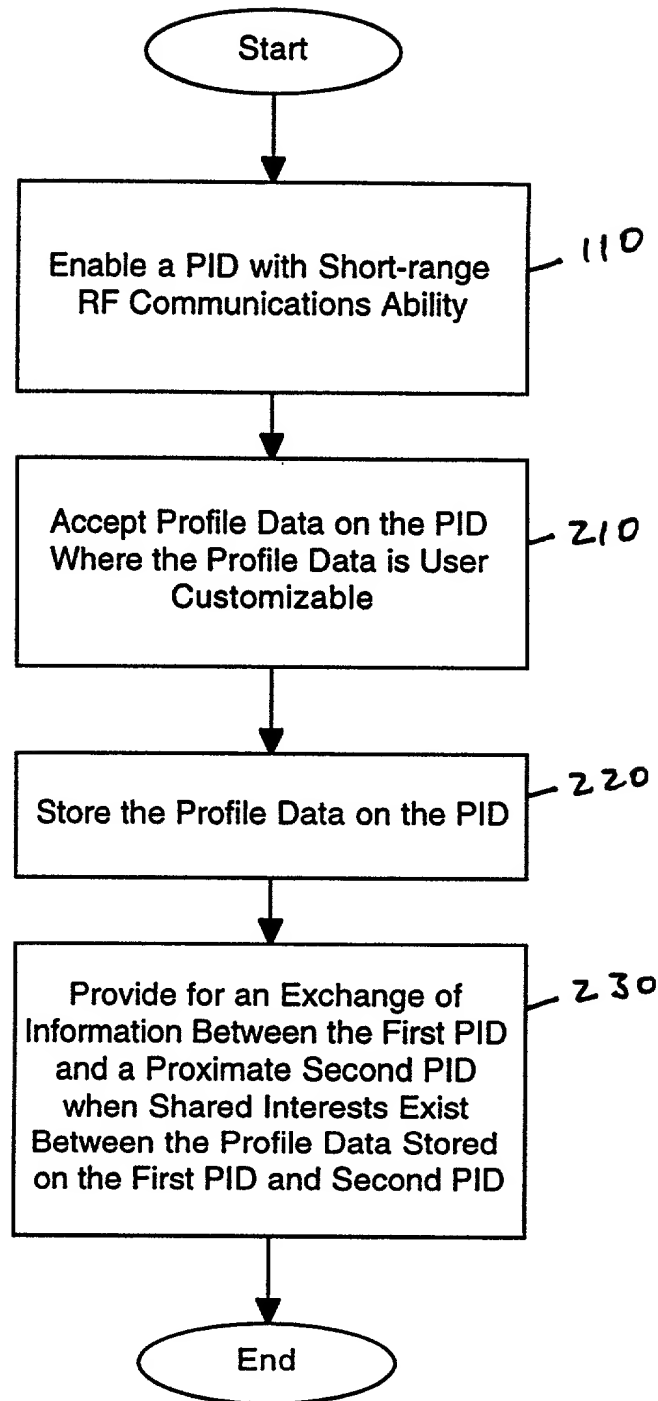 Start
Enable a PID with Short-range
RF Communications Ability
110
Accept Profile Data on the PID
Where the Profile Data is User
Customizable
210
Store the Profile Data on the PID
220
Provide for an Exchange of
Information Between the First PID
and a Proximate Second PID
when Shared Interests Exist
Between the Profile Data Stored
on the First PID and Second PID
230
End